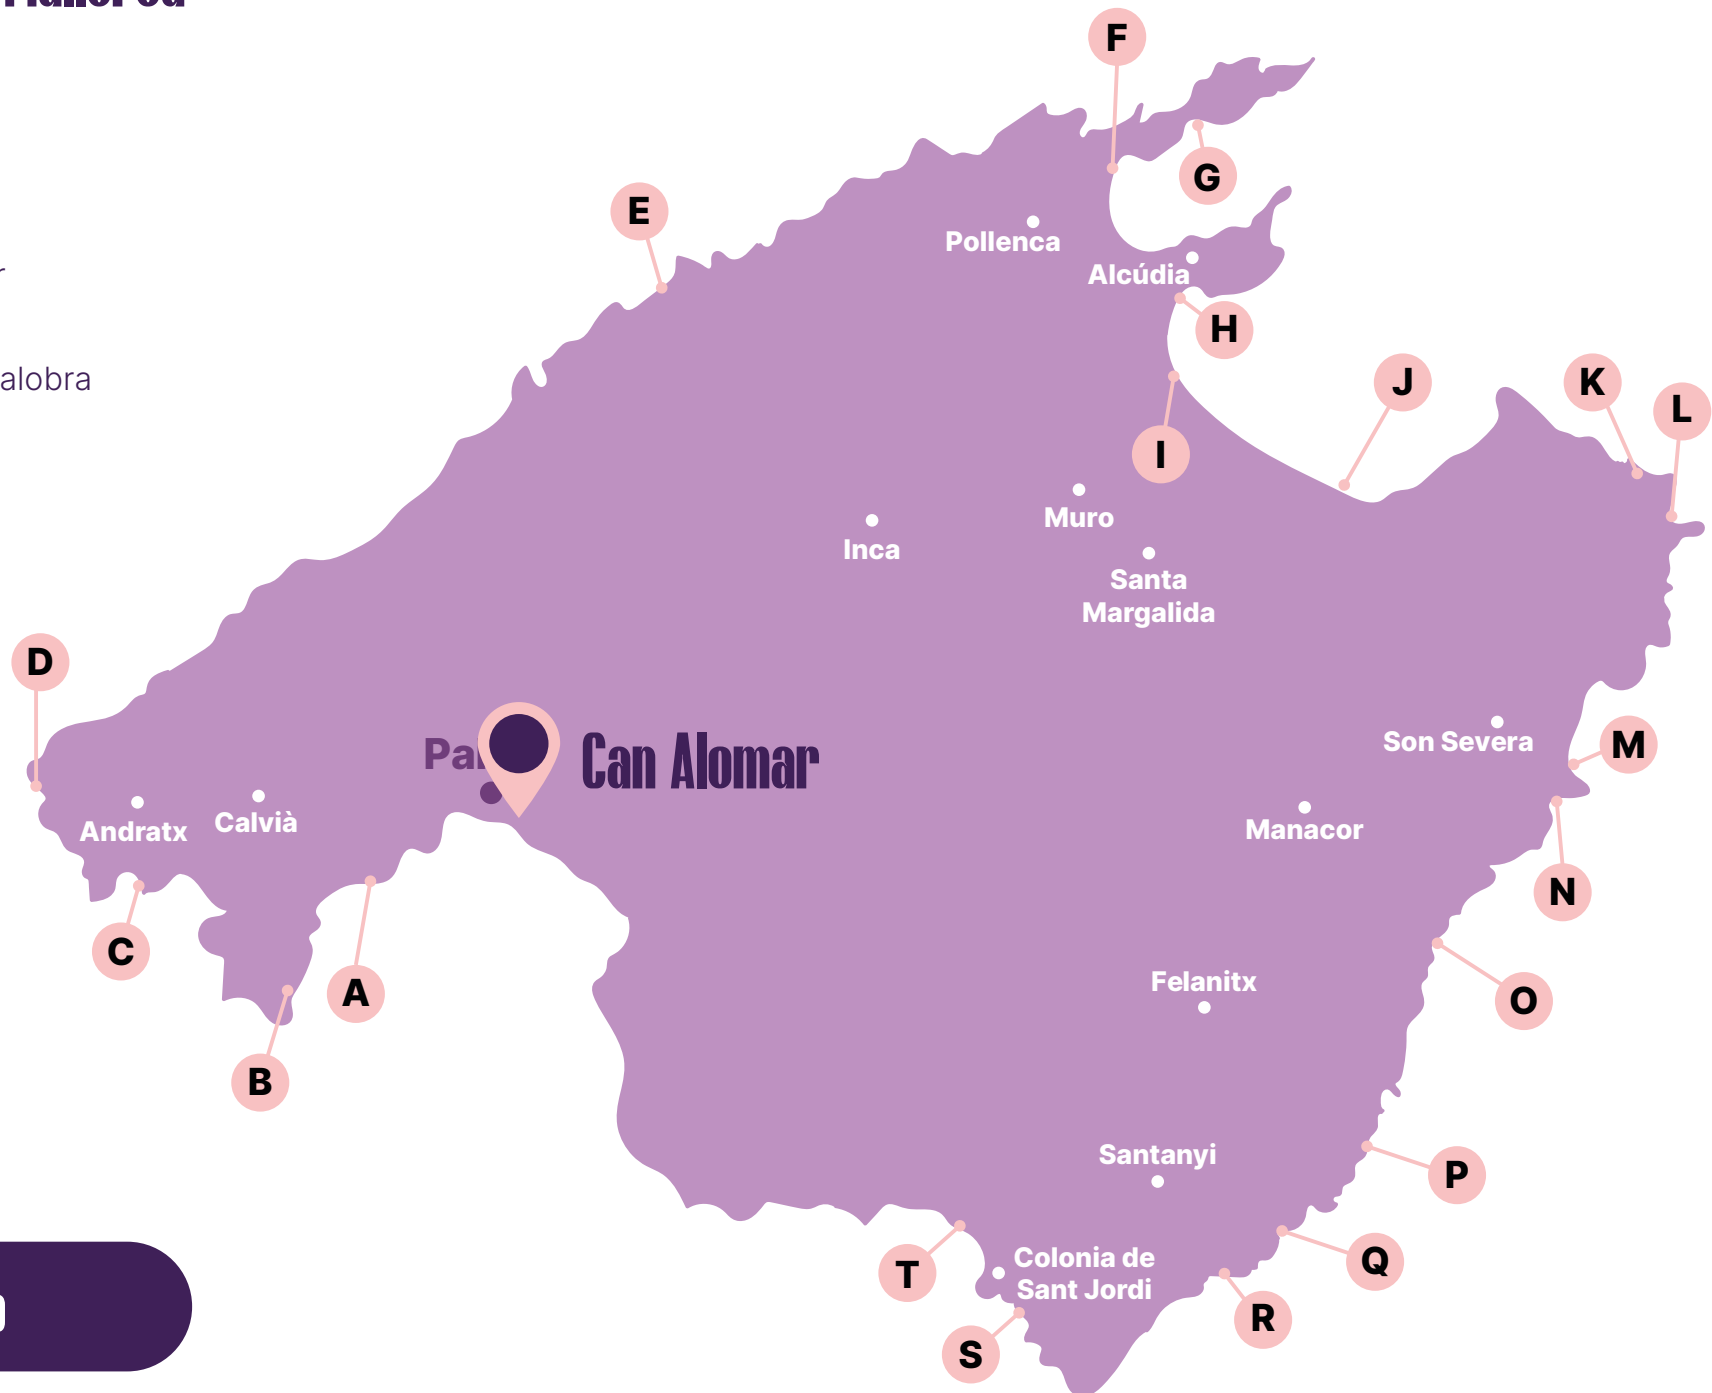 F
G
E
Pollenca
Alcúdia
H
alobra
J
K
L
I
Muro
Inca
Santa
Margalida
D
Son Severa
M
Can Alomar
Andratx
Calvià
Manacor
N
C
A
Felanitx
O
B
Santanyi
P
Colonia de
Sant Jordi
T
Q
R
S